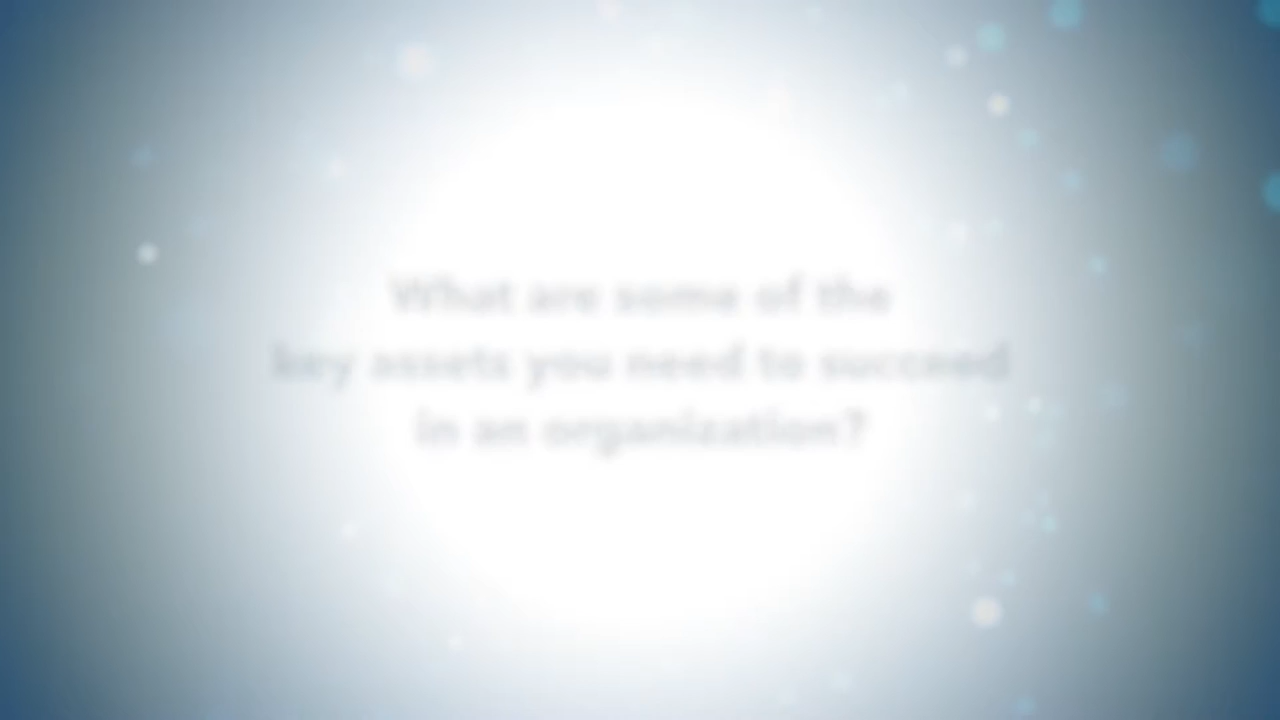 What are some of the
key assets you need to succeed
in an organization?